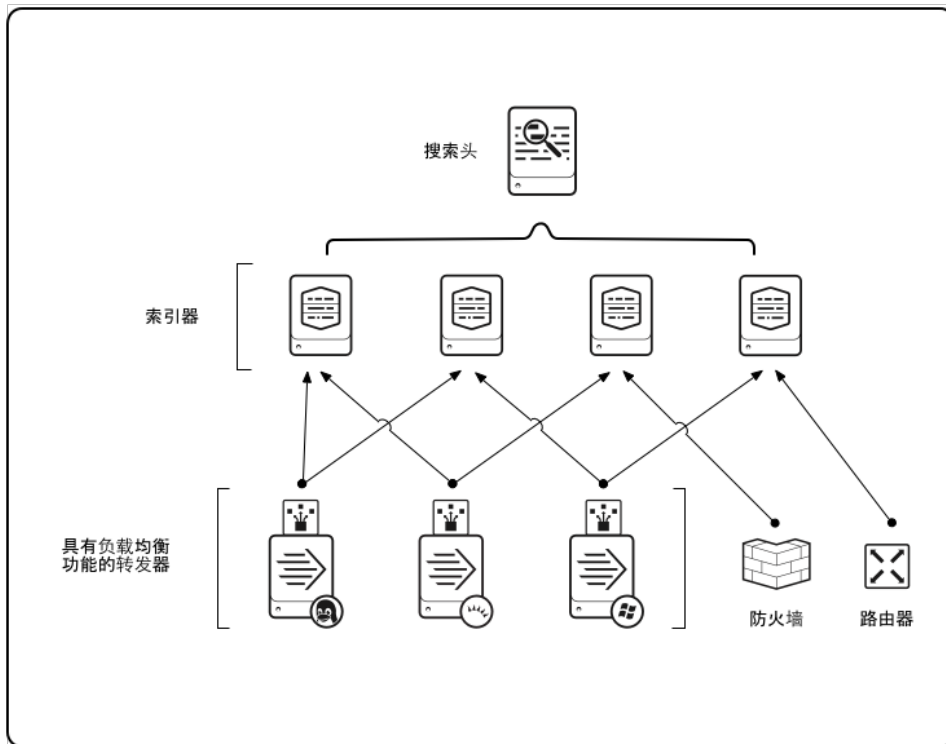 搜索头
索引器
具有负载均衡
功能的转发器
防火墙
路由器